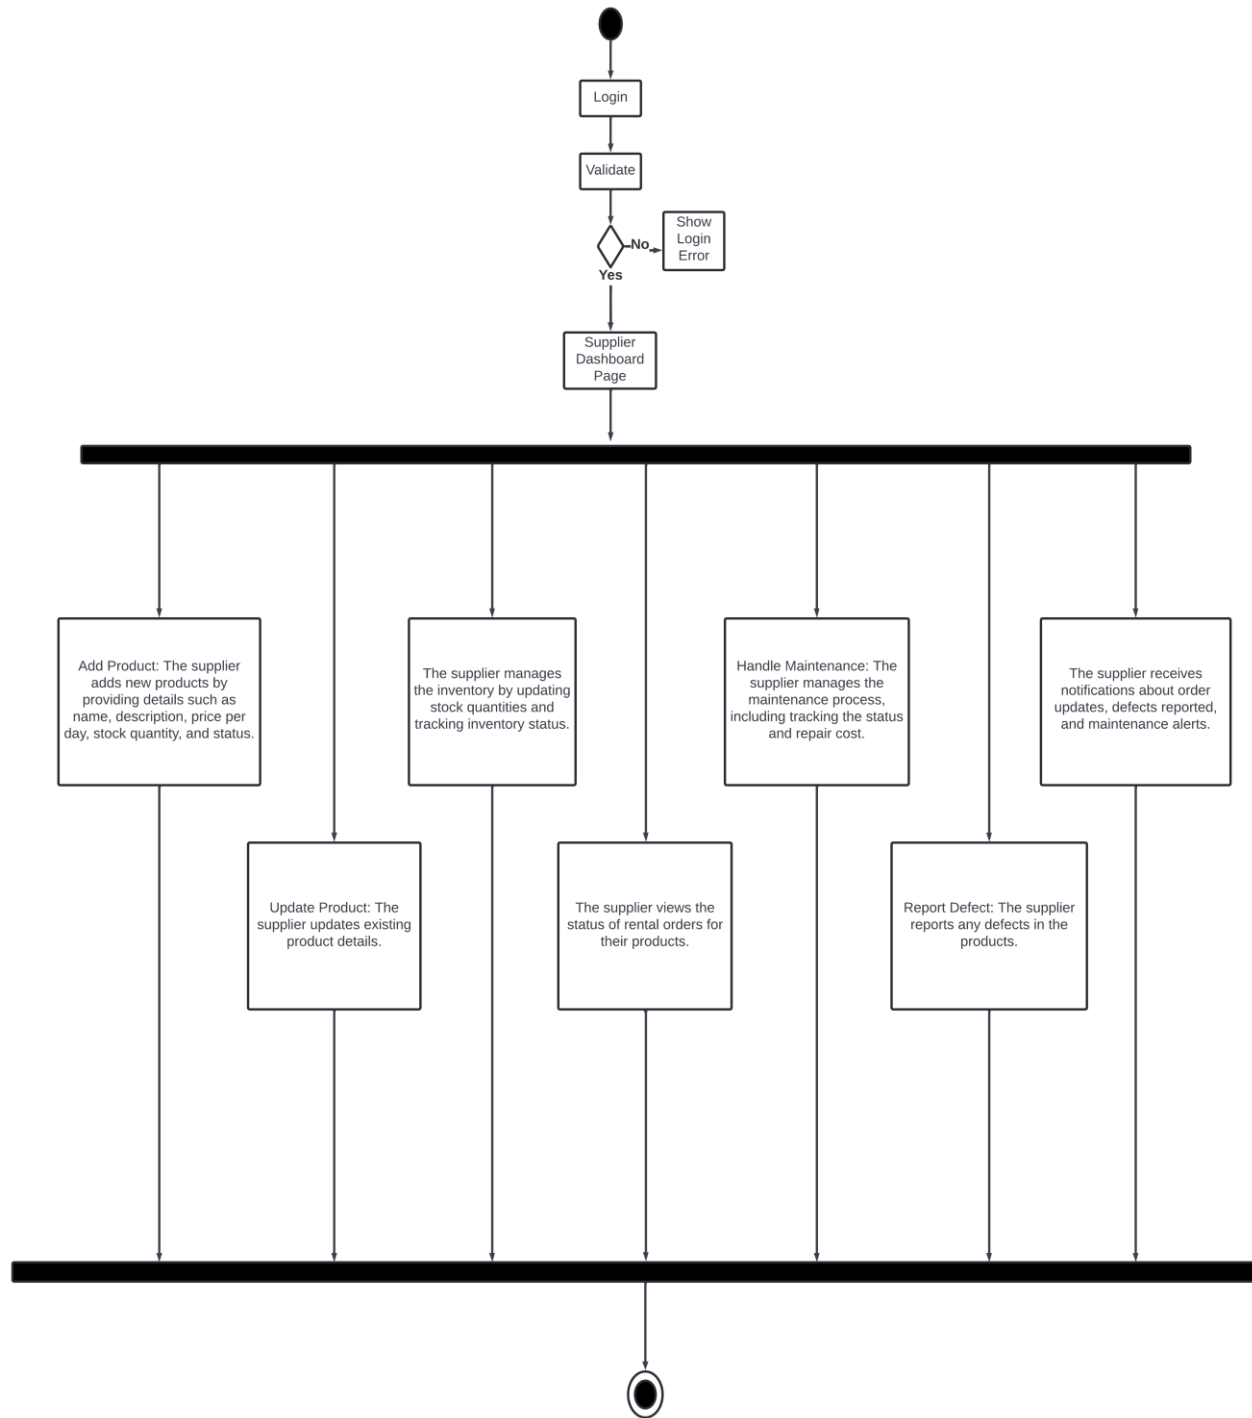 Login
Validate
No
Show
Login
Error
Yes
Supplier
Dashboard
Page
Add Product: The supplier
adds new products by
providing details such as
name, description, price per
day, stock quantity, and status.
The supplier manages
the inventory by updating
stock quantities and
tracking inventory status.
Handle Maintenance: The
supplier manages the
maintenance process,
including tracking the status
and repair cost.
The supplier receives
notifications about order
updates, defects reported,
and maintenance alerts.
Update Product: The
supplier updates existing
product details.
The supplier views the
status of rental orders for
their products.
Report Defect: The supplier
reports any defects in the
products.